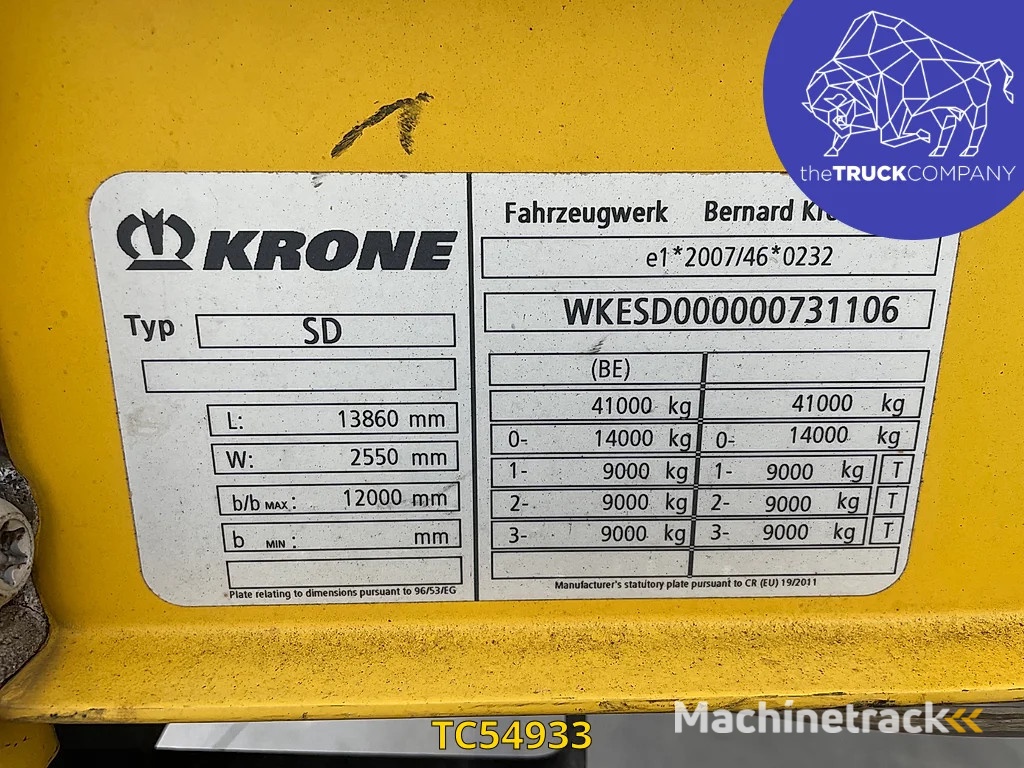 theTRUCKCOMPANY
KRONE
Typ SD
L: 13860 mm
W: 2550 mm
b/b MAX : 12000 mm
b MIN : mm
Plate relating to dimensions pursuant to 96/53/EG
Fahrzeugwerk Bernard
e1*2007/46*0232
WKESD000000731106
(BE)
41000 kg 41000 kg
0- 14000 kg 0- 14000 kg
1- 9000 kg 1- 9000 kg T
2- 9000 kg 2- 9000 kg T
3- 9000 kg 3- 9000 kg T
Manufacturer's statutory plate pursuant to CR (EU) 19/2011
TC54933
Machinetrack